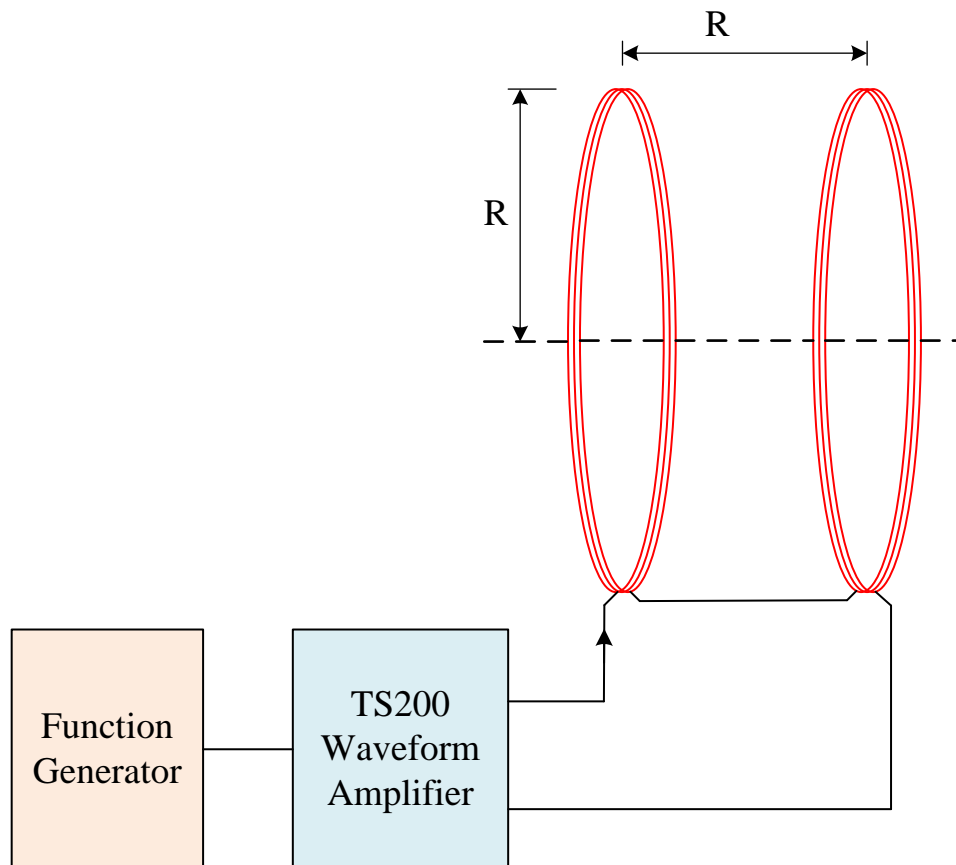 R
R
Function
Generator
TS200
Waveform
Amplifier